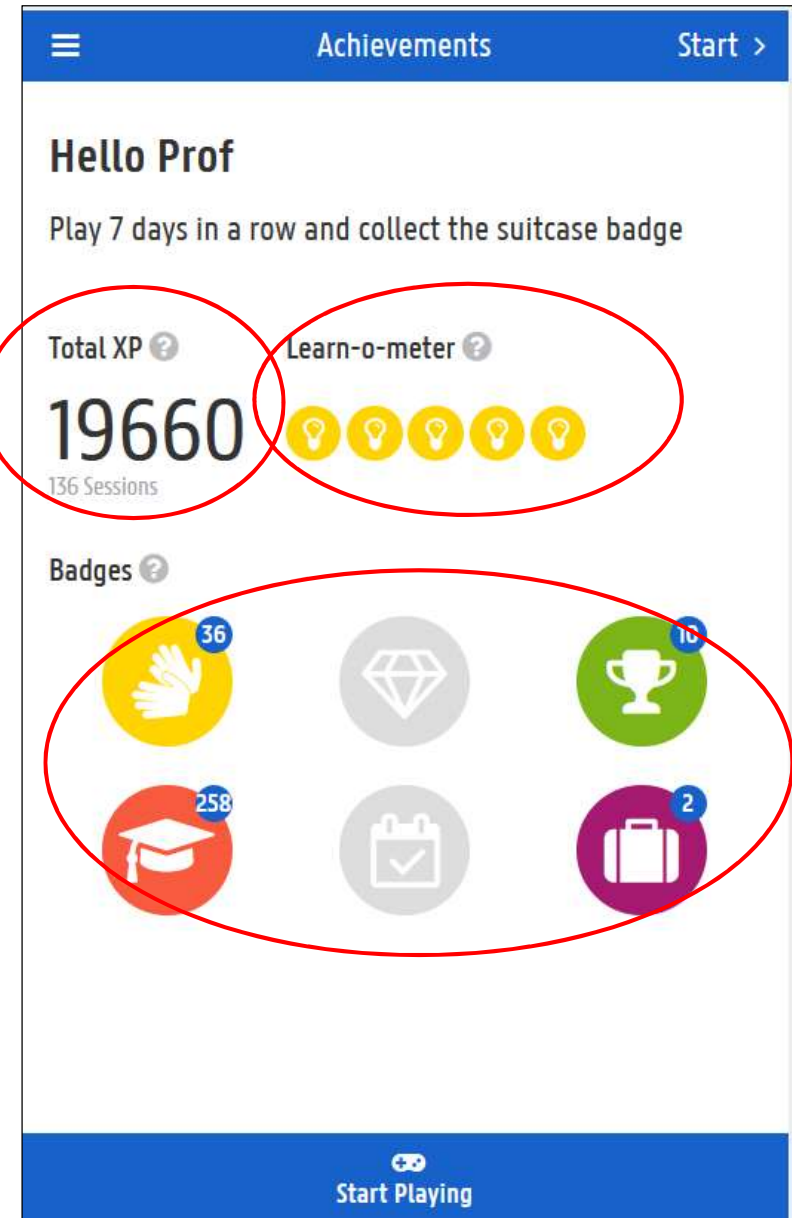 Achievements Start >
Hello Prof
Play 7 days in a row and collect the suitcase badge
Total XP ? Learn-o-meter ?
19660
136 Sessions
Badges ?
36 10
258 2
Start Playing